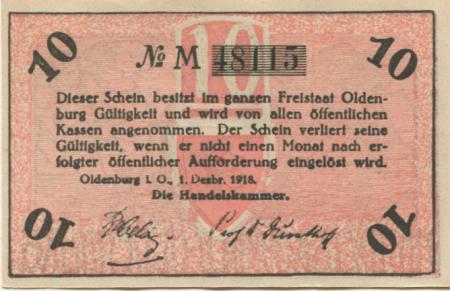 10 № M 48115 10
Dieser Schein besitzt im ganzen Freistaat Olden-
burg Gültigkeit und wird von allen öffentlichen
Kassen angenommen. Der Schein verliert seine
Gültigkeit, wenn er nicht einen Monat nach er-
folgter öffentlicher Aufförderung eingelöst wird.
Oldenburg i. O., 1. Dezbr. 1918.
Die Handelskammer.
10 10
10